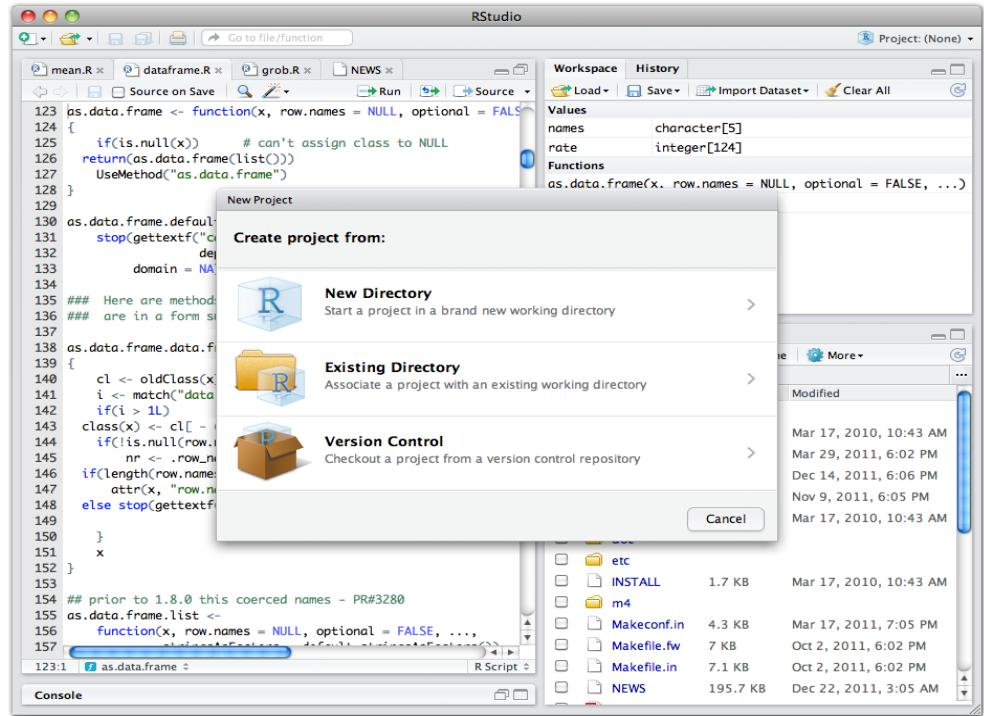 RStudio
Go to file/function
Project: (None)
mean.R
dataframe.R
grob.R
NEWS
Source on Save
Run
Source
123 as.data.frame <- function(x, row.names = NULL, optional = FALS
124 {
125 if(is.null(x)) # can't assign class to NULL
126 return(as.data.frame(list()))
127 UseMethod("as.data.frame")
128 }
129
130 as.data.frame.defaul
131 stop(gettextf("c
132 de
133 domain = NA
134
135 ### Here are method
136 ### are in a form s
137
138 as.data.frame.data.f
139 {
140 cl <- oldClass(x
141 i <- match("data
142 if(i > 1L)
143 class(x) <- cl[ -
144 if(!is.null(row.
145 nr <- .row_n
146 if(length(row.name
147 attr(x, "row.n
148 else stop(gettextf
149
150 }
151 x
152 }
153
154 ## prior to 1.8.0 this coerced names - PR#3280
155 as.data.frame.list <-
156 function(x, row.names = NULL, optional = FALSE, ...,
157
123:1 as.data.frame R Script
Console
Workspace History
Load Save Import Dataset Clear All
Values
names character[5]
rate integer[124]
Functions
as.data.frame(x, row.names = NULL, optional = FALSE, ...)
New Project
Create project from:
New Directory
Start a project in a brand new working directory
Existing Directory
Associate a project with an existing working directory
Version Control
Checkout a project from a version control repository
Cancel
More
Modified
Mar 17, 2010, 10:43 AM
Mar 29, 2011, 6:02 PM
Dec 14, 2011, 6:06 PM
Nov 9, 2011, 6:05 PM
Mar 17, 2010, 10:43 AM
etc
INSTALL 1.7 KB Mar 17, 2010, 10:43 AM
m4
Makeconf.in 4.3 KB Mar 17, 2011, 7:05 PM
Makefile.fw 7 KB Oct 2, 2011, 6:02 PM
Makefile.in 7.1 KB Oct 2, 2011, 6:02 PM
NEWS 195.7 KB Dec 22, 2011, 3:05 AM